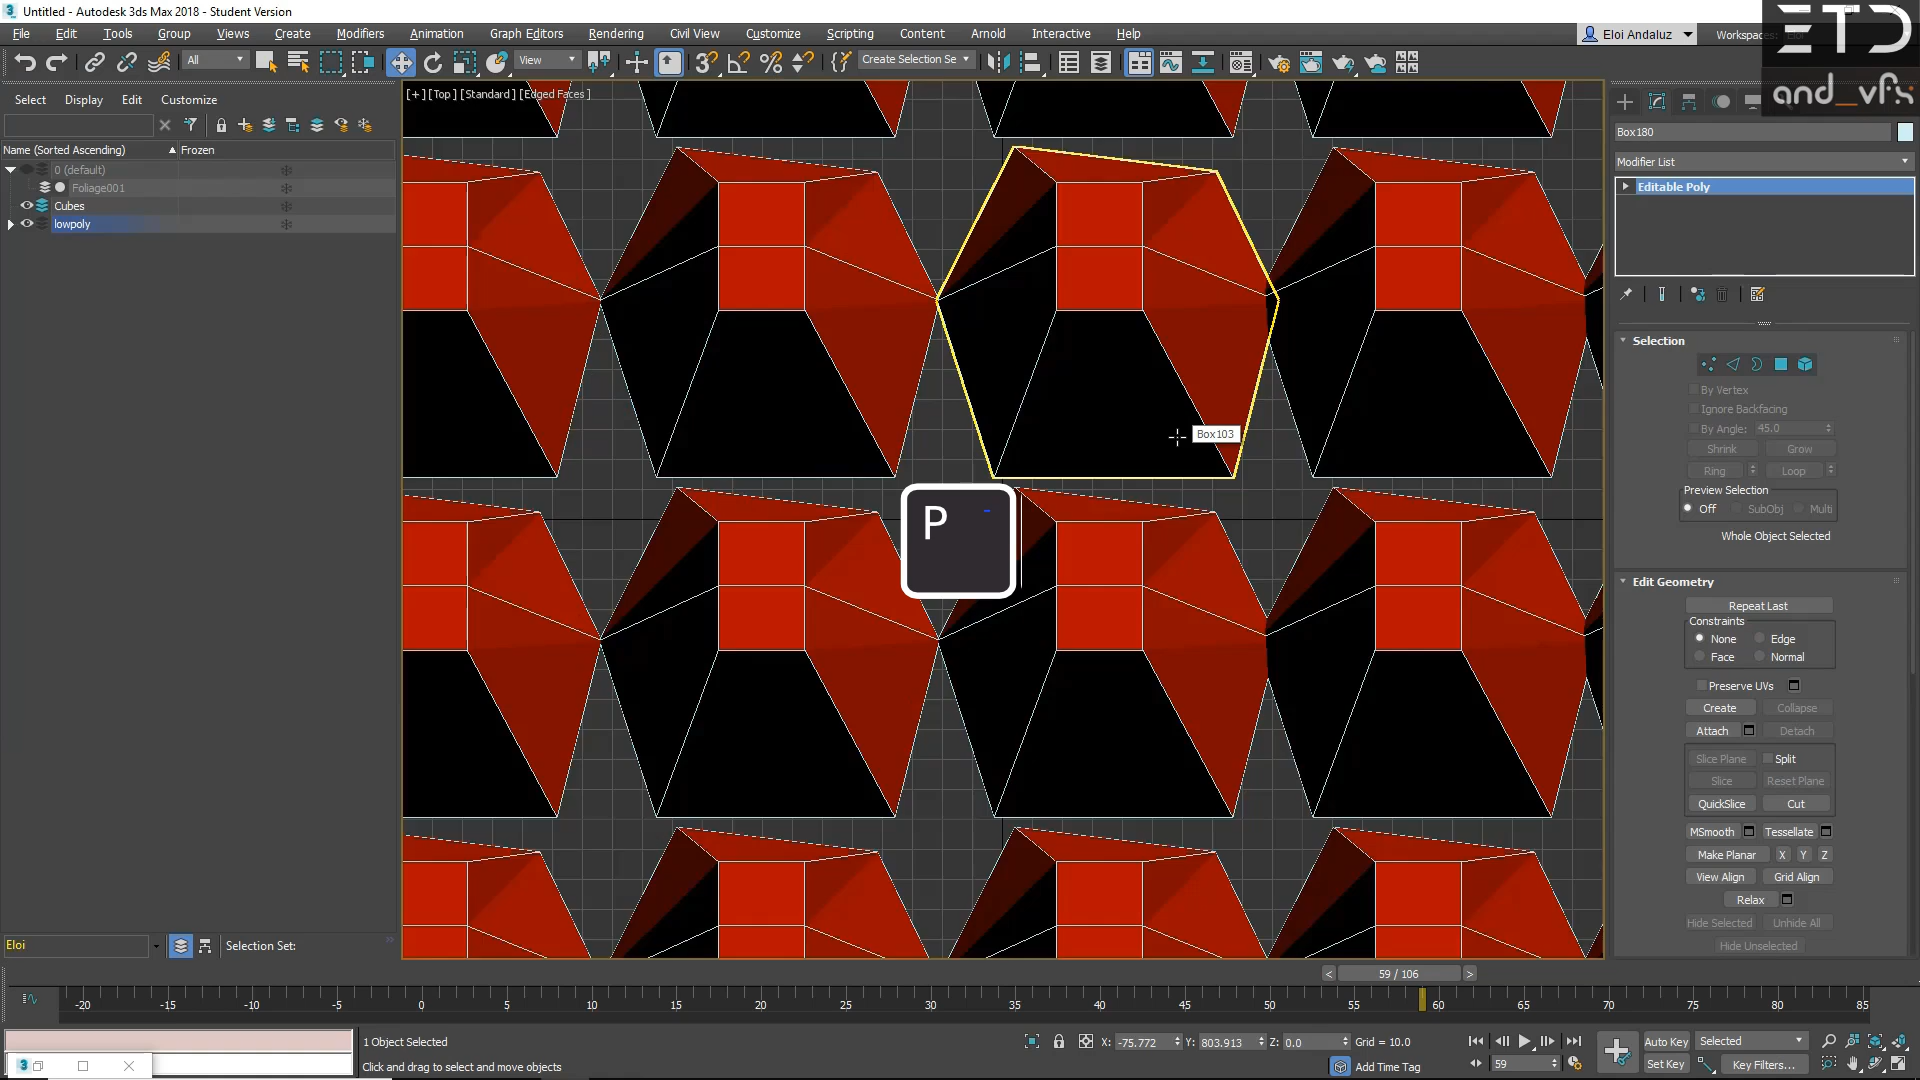 Untitled - Autodesk 3ds Max 2018 - Student Version
File Edit Tools Group Views Create Modifiers Animation Graph Editors Rendering Civil View Customize Scripting Content Arnold Interactive Help
Eloi Andaluz
Workspaces:
ETD
and_vfx
All
View
Create Selection Se
Select Display Edit Customize
[+] [Top] [Standard] [Edged Faces]
Name (Sorted Ascending) Frozen
0 (default)
Foliage001
Cubes
lowpoly
Box180
Modifier List
Editable Poly
Selection
By Vertex
Ignore Backfacing
By Angle: 45.0
Shrink Grow
Ring Loop
Preview Selection
Off SubObj Multi
Whole Object Selected
Box103
P
Edit Geometry
Repeat Last
Constraints
None Edge
Face Normal
Preserve UVs
Create Collapse
Attach Detach
Slice Plane Split
Slice Reset Plane
QuickSlice Cut
MSmooth Tessellate
Make Planar X Y Z
View Align Grid Align
Relax
Hide Selected Unhide All
Hide Unselected
Eloi
Selection Set:
< 59 / 106 >
-20 -15 -10 -5 0 5 10 15 20 25 30 35 40 45 50 55 60 65 70 75 80 85
1 Object Selected
X: -75.772 Y: 803.913 Z: 0.0 Grid = 10.0
Auto Key Selected
Click and drag to select and move objects
Add Time Tag
59
Set Key Key Filters...